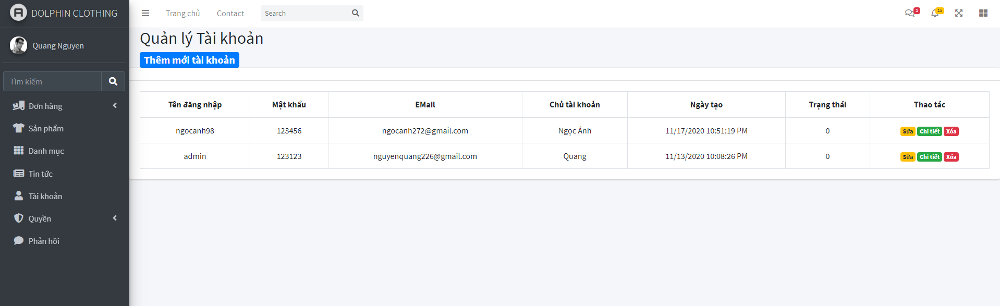 DOLPHIN CLOTHING
Trang chủ
Contact
Search
3
15
Quang Nguyen
Tìm kiếm
Đơn hàng
Sản phẩm
Danh mục
Tin tức
Tài khoản
Quyền
Phản hồi
Quản lý Tài khoản
Thêm mới tài khoản
Tên đăng nhập Mật khẩu EMail Chủ tài khoản Ngày tạo Trạng thái Thao tác
ngocanh98 123456 ngocanh272@gmail.com Ngọc Ánh 11/17/2020 10:51:19 PM 0 Sửa Chi tiết Xóa
admin 123123 nguyenquang226@gmail.com Quang 11/13/2020 10:08:26 PM 0 Sửa Chi tiết Xóa